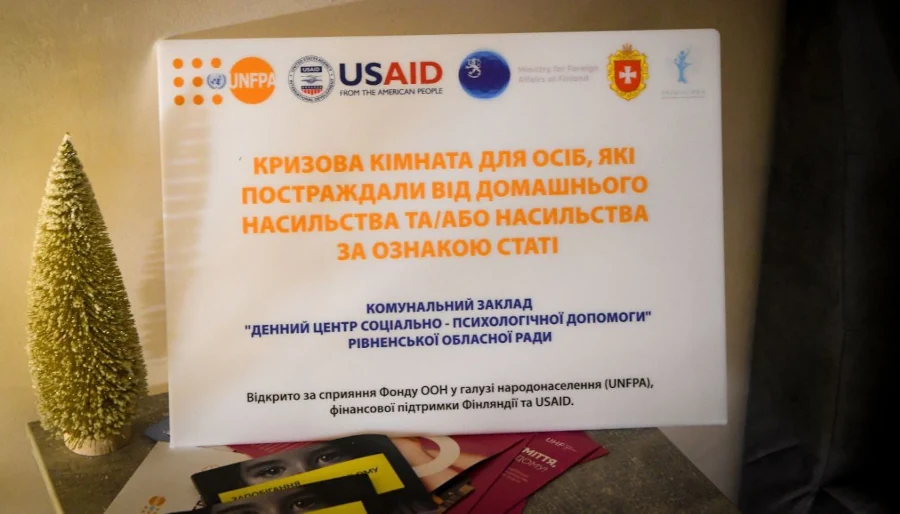 UNFPA
USAID
FROM THE AMERICAN PEOPLE
Ministry for Foreign
Affairs of Finland
КРИЗОВА КІМНАТА ДЛЯ ОСІБ, ЯКІ
ПОСТРАЖДАЛИ ВІД ДОМАШНЬОГО
НАСИЛЬСТВА ТА/АБО НАСИЛЬСТВА
ЗА ОЗНАКОЮ СТАТІ
КОМУНАЛЬНИЙ ЗАКЛАД
"ДЕННИЙ ЦЕНТР СОЦІАЛЬНО - ПСИХОЛОГІЧНОЇ ДОПОМОГИ"
РІВНЕНСЬКОЇ ОБЛАСНОЇ РАДИ
Відкрито за сприяння Фонду ООН у галузі народонаселення (UNFPA),
фінансової підтримки Фінляндії та USAID.
ЗАПОБІГАННЯ